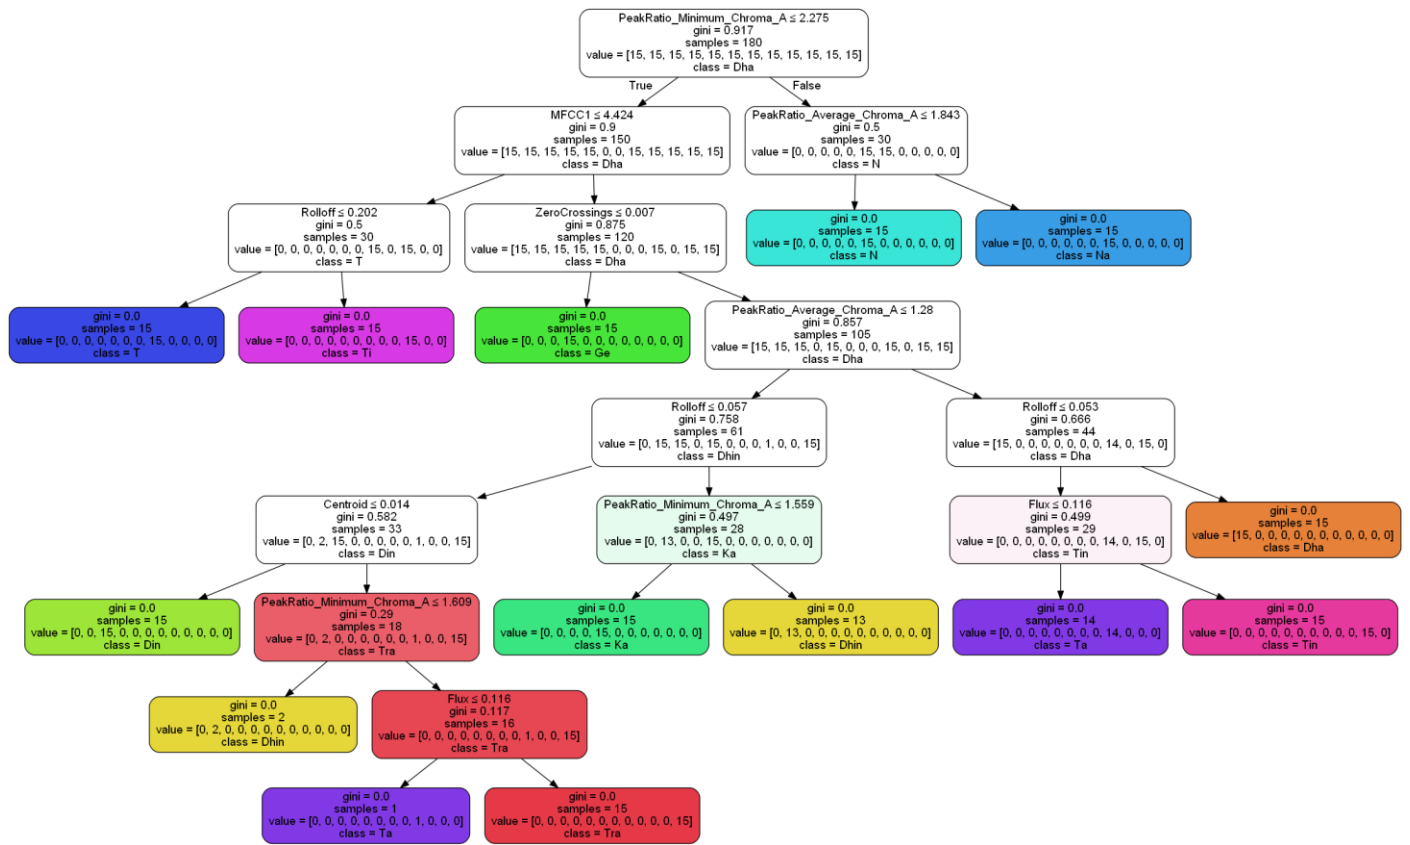 PeakRatio_Minimum_Chroma_A ≤ 2.275
gini = 0.917
samples = 180
value = [15, 15, 15, 15, 15, 15, 15, 15, 15, 15, 15, 15]
class = Dha
True
False
MFCC1 ≤ 4.424
gini = 0.9
samples = 150
value = [15, 15, 15, 15, 15, 0, 0, 15, 15, 15, 15, 15]
class = Dha
PeakRatio_Average_Chroma_A ≤ 1.843
gini = 0.5
samples = 30
value = [0, 0, 0, 0, 0, 15, 15, 0, 0, 0, 0, 0]
class = N
Rolloff ≤ 0.202
gini = 0.5
samples = 30
value = [0, 0, 0, 0, 0, 0, 0, 15, 0, 15, 0, 0]
class = T
ZeroCrossings ≤ 0.007
gini = 0.875
samples = 120
value = [15, 15, 15, 15, 15, 0, 0, 0, 15, 0, 15, 15]
class = Dha
gini = 0.0
samples = 15
value = [0, 0, 0, 0, 0, 15, 0, 0, 0, 0, 0, 0]
class = N
gini = 0.0
samples = 15
value = [0, 0, 0, 0, 0, 0, 15, 0, 0, 0, 0, 0]
class = Na
gini = 0.0
samples = 15
value = [0, 0, 0, 0, 0, 0, 0, 15, 0, 0, 0, 0]
class = T
gini = 0.0
samples = 15
value = [0, 0, 0, 0, 0, 0, 0, 0, 0, 15, 0, 0]
class = Ti
gini = 0.0
samples = 15
value = [0, 0, 0, 15, 0, 0, 0, 0, 0, 0, 0, 0]
class = Ge
PeakRatio_Average_Chroma_A ≤ 1.28
gini = 0.857
samples = 105
value = [15, 15, 15, 0, 15, 0, 0, 0, 15, 0, 15, 15]
class = Dha
Rolloff ≤ 0.057
gini = 0.758
samples = 61
value = [0, 15, 15, 0, 15, 0, 0, 0, 1, 0, 0, 15]
class = Dhin
Rolloff ≤ 0.053
gini = 0.666
samples = 44
value = [15, 0, 0, 0, 0, 0, 0, 0, 14, 0, 15, 0]
class = Dha
Centroid ≤ 0.014
gini = 0.582
samples = 33
value = [0, 2, 15, 0, 0, 0, 0, 0, 1, 0, 0, 15]
class = Din
PeakRatio_Minimum_Chroma_A ≤ 1.559
gini = 0.497
samples = 28
value = [0, 13, 0, 0, 15, 0, 0, 0, 0, 0, 0, 0]
class = Ka
Flux ≤ 0.116
gini = 0.499
samples = 29
value = [0, 0, 0, 0, 0, 0, 0, 0, 14, 0, 15, 0]
class = Tin
gini = 0.0
samples = 15
value = [15, 0, 0, 0, 0, 0, 0, 0, 0, 0, 0, 0]
class = Dha
gini = 0.0
samples = 15
value = [0, 0, 15, 0, 0, 0, 0, 0, 0, 0, 0, 0]
class = Din
PeakRatio_Minimum_Chroma_A ≤ 1.609
gini = 0.29
samples = 18
value = [0, 2, 0, 0, 0, 0, 0, 0, 1, 0, 0, 15]
class = Tra
gini = 0.0
samples = 15
value = [0, 0, 0, 0, 15, 0, 0, 0, 0, 0, 0, 0]
class = Ka
gini = 0.0
samples = 13
value = [0, 13, 0, 0, 0, 0, 0, 0, 0, 0, 0, 0]
class = Dhin
gini = 0.0
samples = 14
value = [0, 0, 0, 0, 0, 0, 0, 0, 14, 0, 0, 0]
class = Ta
gini = 0.0
samples = 15
value = [0, 0, 0, 0, 0, 0, 0, 0, 0, 0, 15, 0]
class = Tin
gini = 0.0
samples = 2
value = [0, 2, 0, 0, 0, 0, 0, 0, 0, 0, 0, 0]
class = Dhin
Flux ≤ 0.116
gini = 0.117
samples = 16
value = [0, 0, 0, 0, 0, 0, 0, 0, 1, 0, 0, 15]
class = Tra
gini = 0.0
samples = 1
value = [0, 0, 0, 0, 0, 0, 0, 0, 1, 0, 0, 0]
class = Ta
gini = 0.0
samples = 15
value = [0, 0, 0, 0, 0, 0, 0, 0, 0, 0, 0, 15]
class = Tra